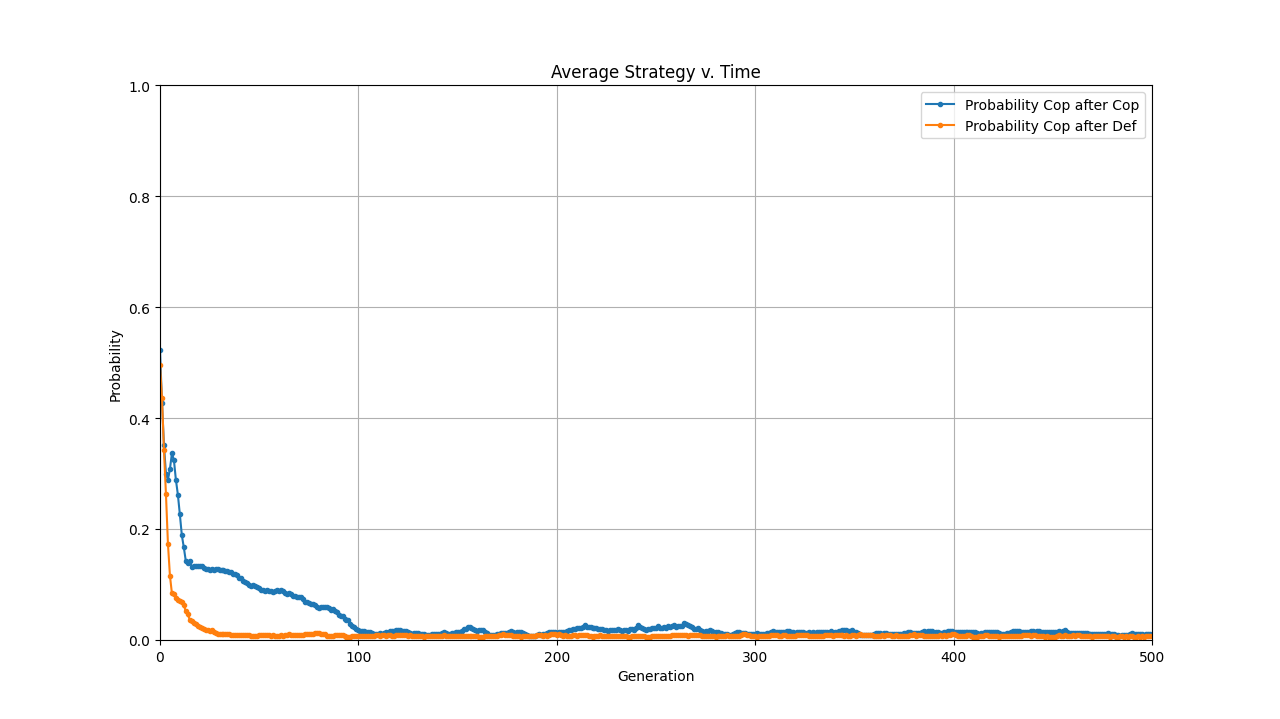 Average Strategy v. Time
Probability Cop after Cop
Probability Cop after Def
Probability
1.0
0.8
0.6
0.4
0.2
0.0
0 100 200 300 400 500
Generation